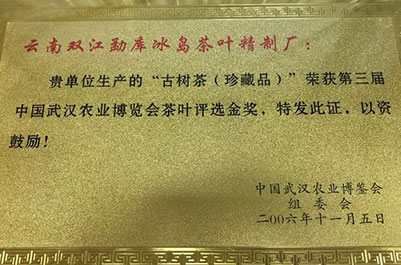 云南双江勐库冰岛茶叶精制厂：
贵单位生产的“古树茶（珍藏品）”荣获第三届
中国武汉农业博览会茶叶评选金奖，特发此证，以资
鼓励！
中国武汉农业博鉴会
组委会
二00六年十一月五日